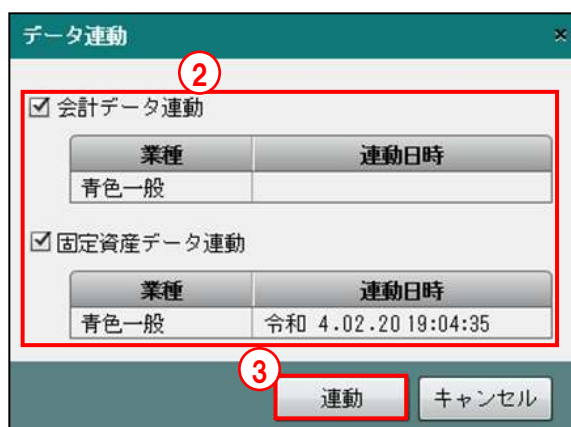 データ連動 ×
②
☑ 会計データ連動
業種 連動日時
青色一般
☑ 固定資産データ連動
業種 連動日時
青色一般 令和 4.02.20 19:04:35
③
連動 キャンセル